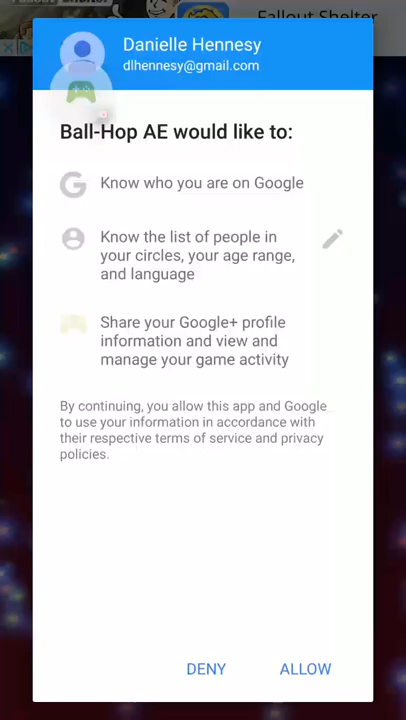 Fallout Shelter
Danielle Hennesy
dlhennesy@gmail.com
Ball-Hop AE would like to:
Know who you are on Google
Know the list of people in
your circles, your age range,
and language
Share your Google+ profile
information and view and
manage your game activity
By continuing, you allow this app and Google
to use your information in accordance with
their respective terms of service and privacy
policies.
DENY ALLOW